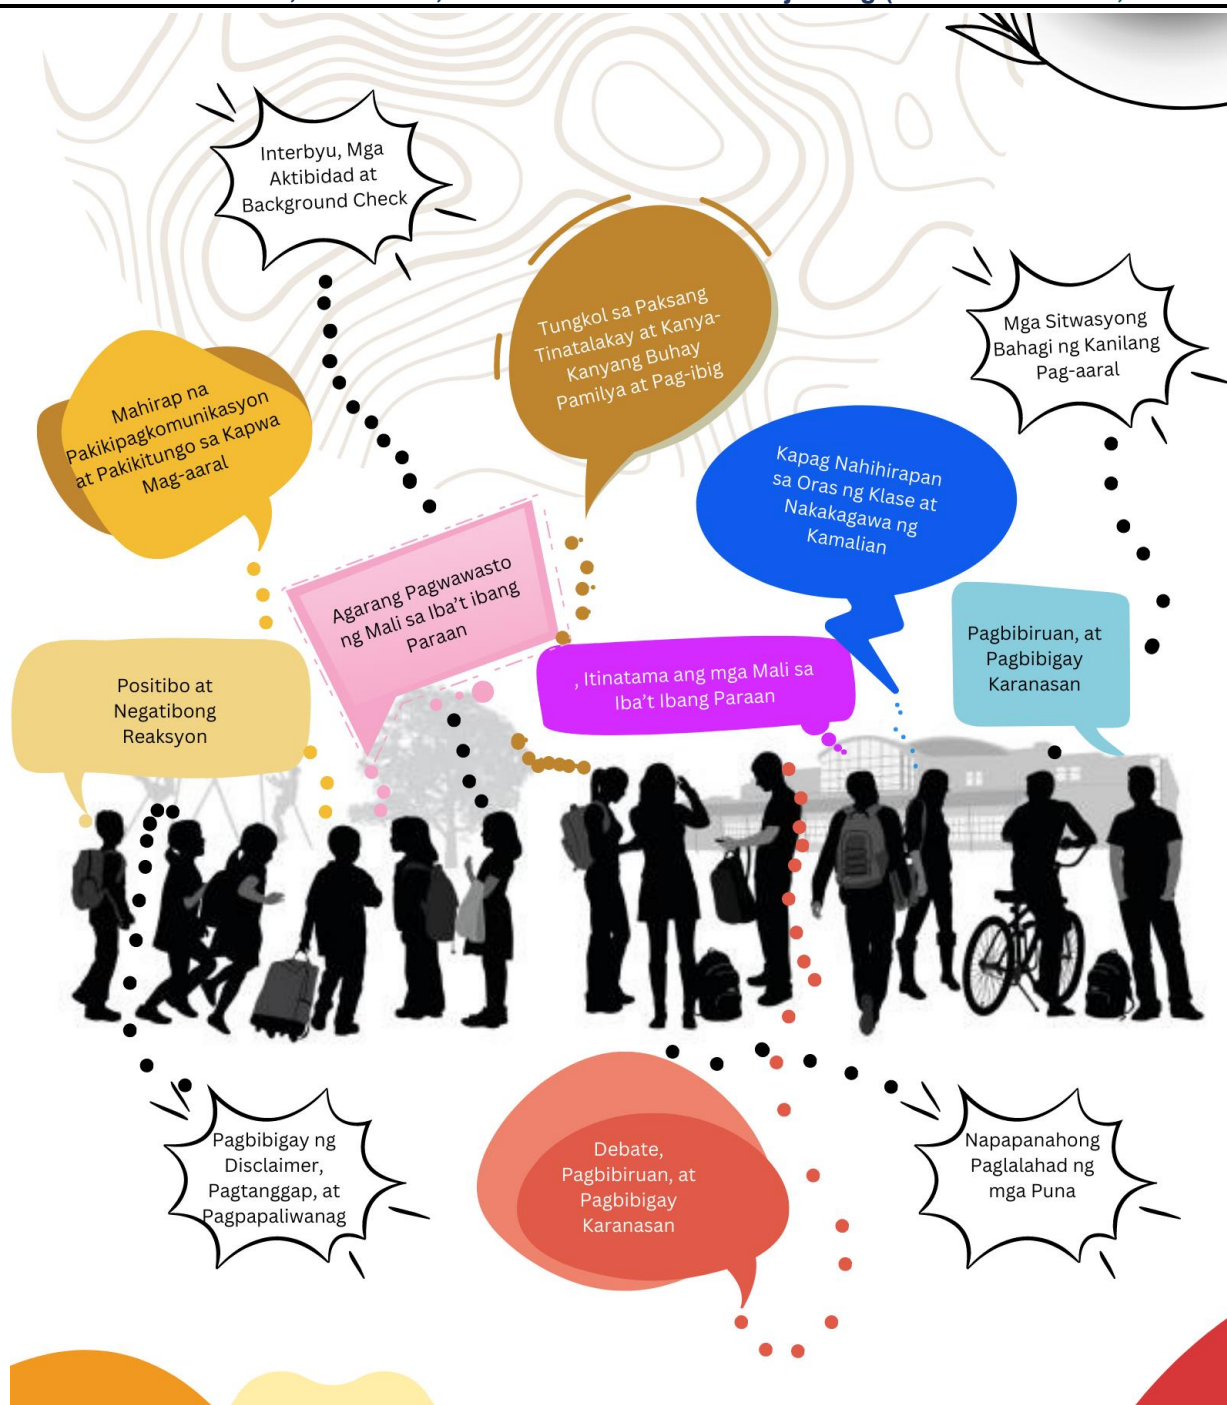 Interbyu, Mga
Aktibidad at
Background Check
Tungkol sa Paksang
Tinatalakay at Kanya-
Kanyang Buhay
Pamilya at Pag-ibig
Mga Sitwasyong
Bahagi ng Kanilang
Pag-aaral
Mahirap na
Pakikipagkomunikasyon
at Pakikitungo sa Kapwa
Mag-aaral
Kapag Nahihirapan
sa Oras ng Klase at
Nakakagawa ng
Kamalian
Agarang Pagwawasto
ng Mali sa Iba't ibang
Paraan
Pagbibiruan, at
Pagbibigay
Karanasan
Positibo at
Negatibong
Reaksyon
, Itinatama ang mga Mali sa
Iba't Ibang Paraan
Pagbibigay ng
Disclaimer,
Pagtanggap, at
Pagpapaliwanag
Debate,
Pagbibiruan, at
Pagbibigay
Karanasan
Napapanahong
Paglalahad ng
mga Puna